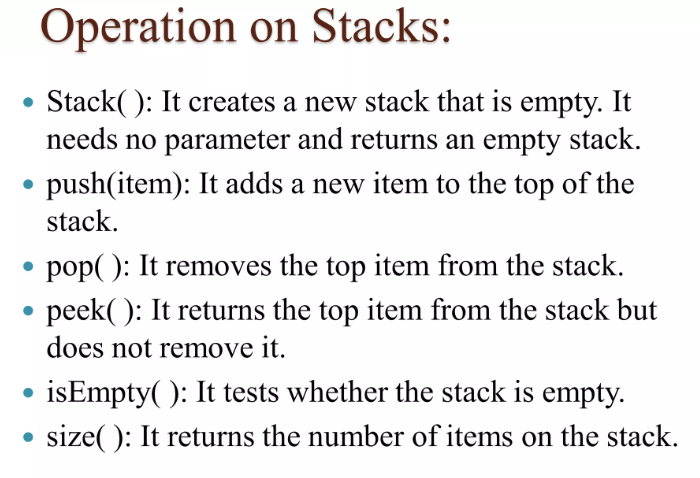 Operation on Stacks:
• Stack( ): It creates a new stack that is empty. It
needs no parameter and returns an empty stack.
• push(item): It adds a new item to the top of the
stack.
• pop( ): It removes the top item from the stack.
• peek( ): It returns the top item from the stack but
does not remove it.
• isEmpty( ): It tests whether the stack is empty.
• size( ): It returns the number of items on the stack.